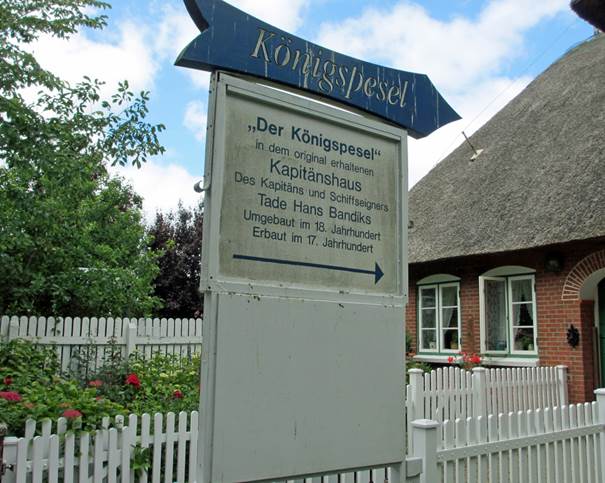 Königspesel
„Der Königspesel“
in dem original erhaltenen
Kapitänshaus
Des Kapitäns und Schiffseigners
Tade Hans Bandiks
Umgebaut im 18. Jahrhundert
Erbaut im 17. Jahrhundert